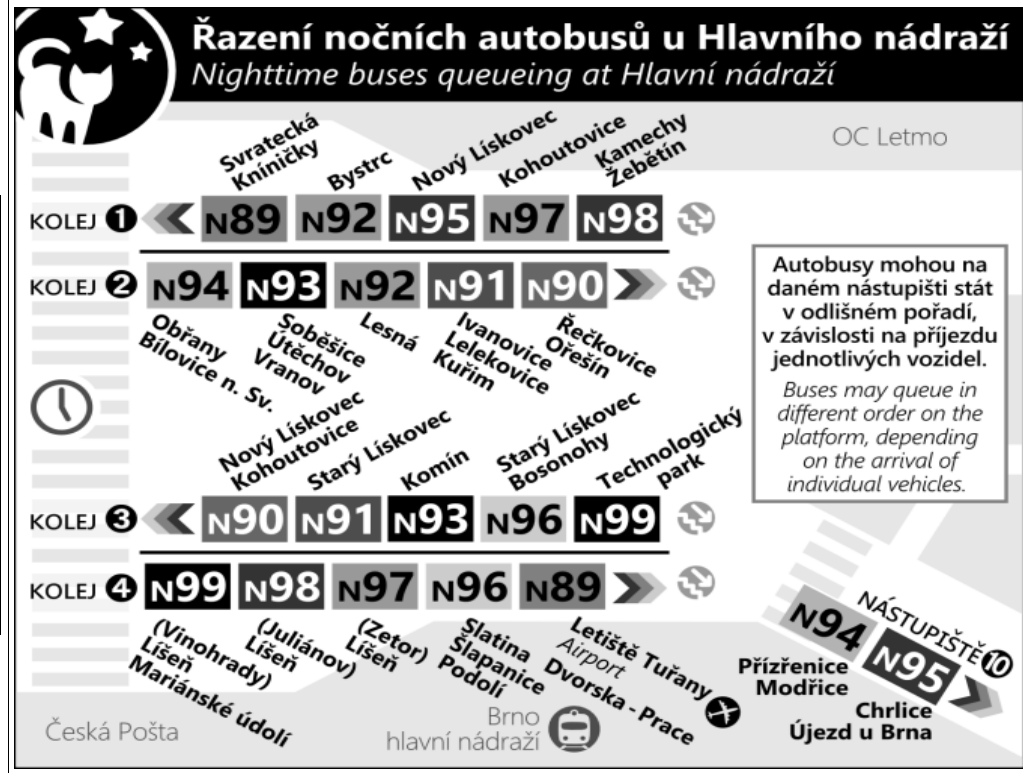 Řazení nočních autobusů u Hlavního nádraží
Nighttime buses queueing at Hlavní nádraží
OC Letmo
Svratecká
Kníničky
Bystrc
Nový Lískovec
Kohoutovice
Kamechy
Žebětín
KOLEJ 1 N89 N92 N95 N97 N98
KOLEJ 2 N94 N93 N92 N91 N90
Obřany
Bílovice n. Sv.
Soběšice
Útěchov
Vranov
Lesná
Ivanovice
Lelekovice
Kuřim
Řečkovice
Ořešín
Autobusy mohou na
daném nástupišti stát
v odlišném pořadí,
v závislosti na příjezdu
jednotlivých vozidel.
Buses may queue in
different order on the
platform, depending
on the arrival of
individual vehicles.
Nový Lískovec
Kohoutovice
Starý Lískovec
Komín
Starý Lískovec
Bosonohy
Technologický
park
KOLEJ 3 N90 N91 N93 N96 N99
KOLEJ 4 N99 N98 N97 N96 N89
(Vinohrady)
Líšeň
Mariánské údolí
(Juliánov)
Líšeň
(Zetor)
Líšeň
Slatina
Šlapanice
Podolí
Letiště Tuřany
Airport
Dvorska - Prace
NÁSTUPIŠTĚ 10
N94 N95
Přízřenice
Modřice
Chrlice
Újezd u Brna
Česká Pošta
Brno
hlavní nádraží